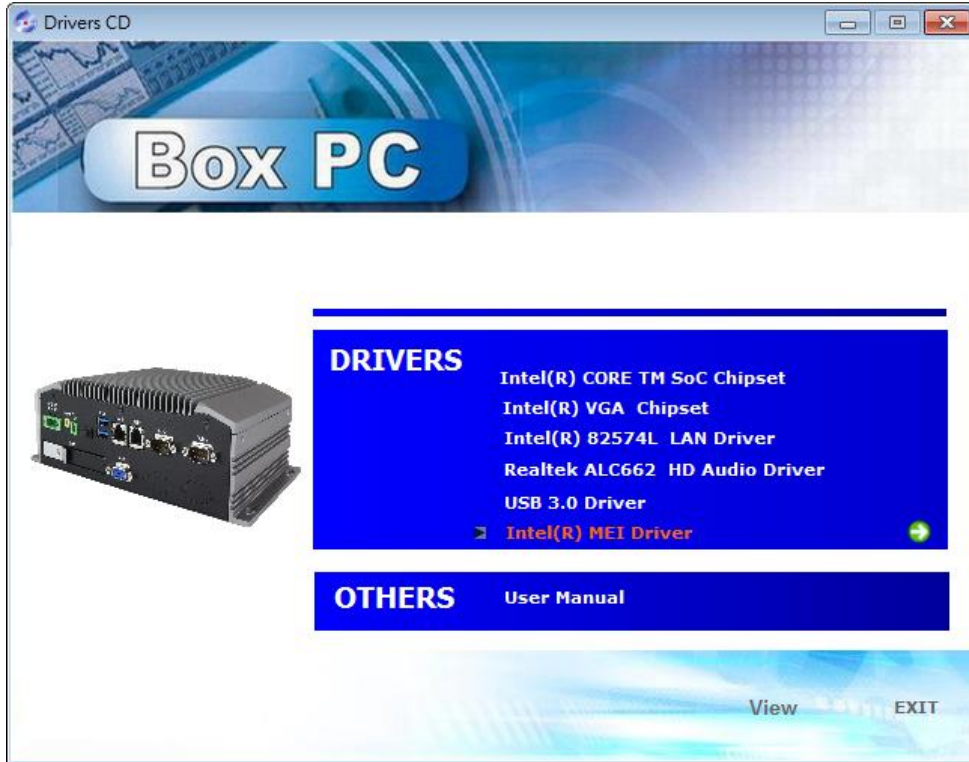 Drivers CD
Box PC
DRIVERS
Intel(R) CORE TM SoC Chipset
Intel(R) VGA Chipset
Intel(R) 82574L LAN Driver
Realtek ALC662 HD Audio Driver
USB 3.0 Driver
Intel(R) MEI Driver
OTHERS
User Manual
View
EXIT